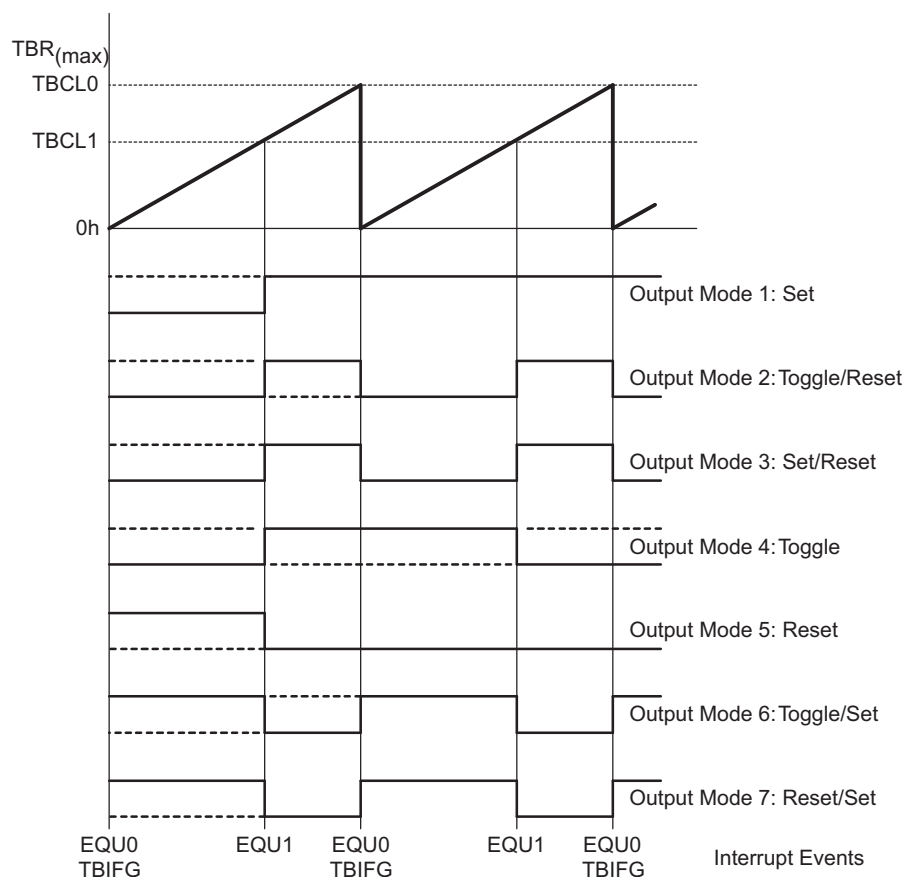 TBR(max)
TBCL0
TBCL1
0h
Output Mode 1: Set
Output Mode 2: Toggle/Reset
Output Mode 3: Set/Reset
Output Mode 4: Toggle
Output Mode 5: Reset
Output Mode 6: Toggle/Set
Output Mode 7: Reset/Set
EQU0 EQU1 EQU0 EQU1 EQU0
TBIFG TBIFG TBIFG Interrupt Events